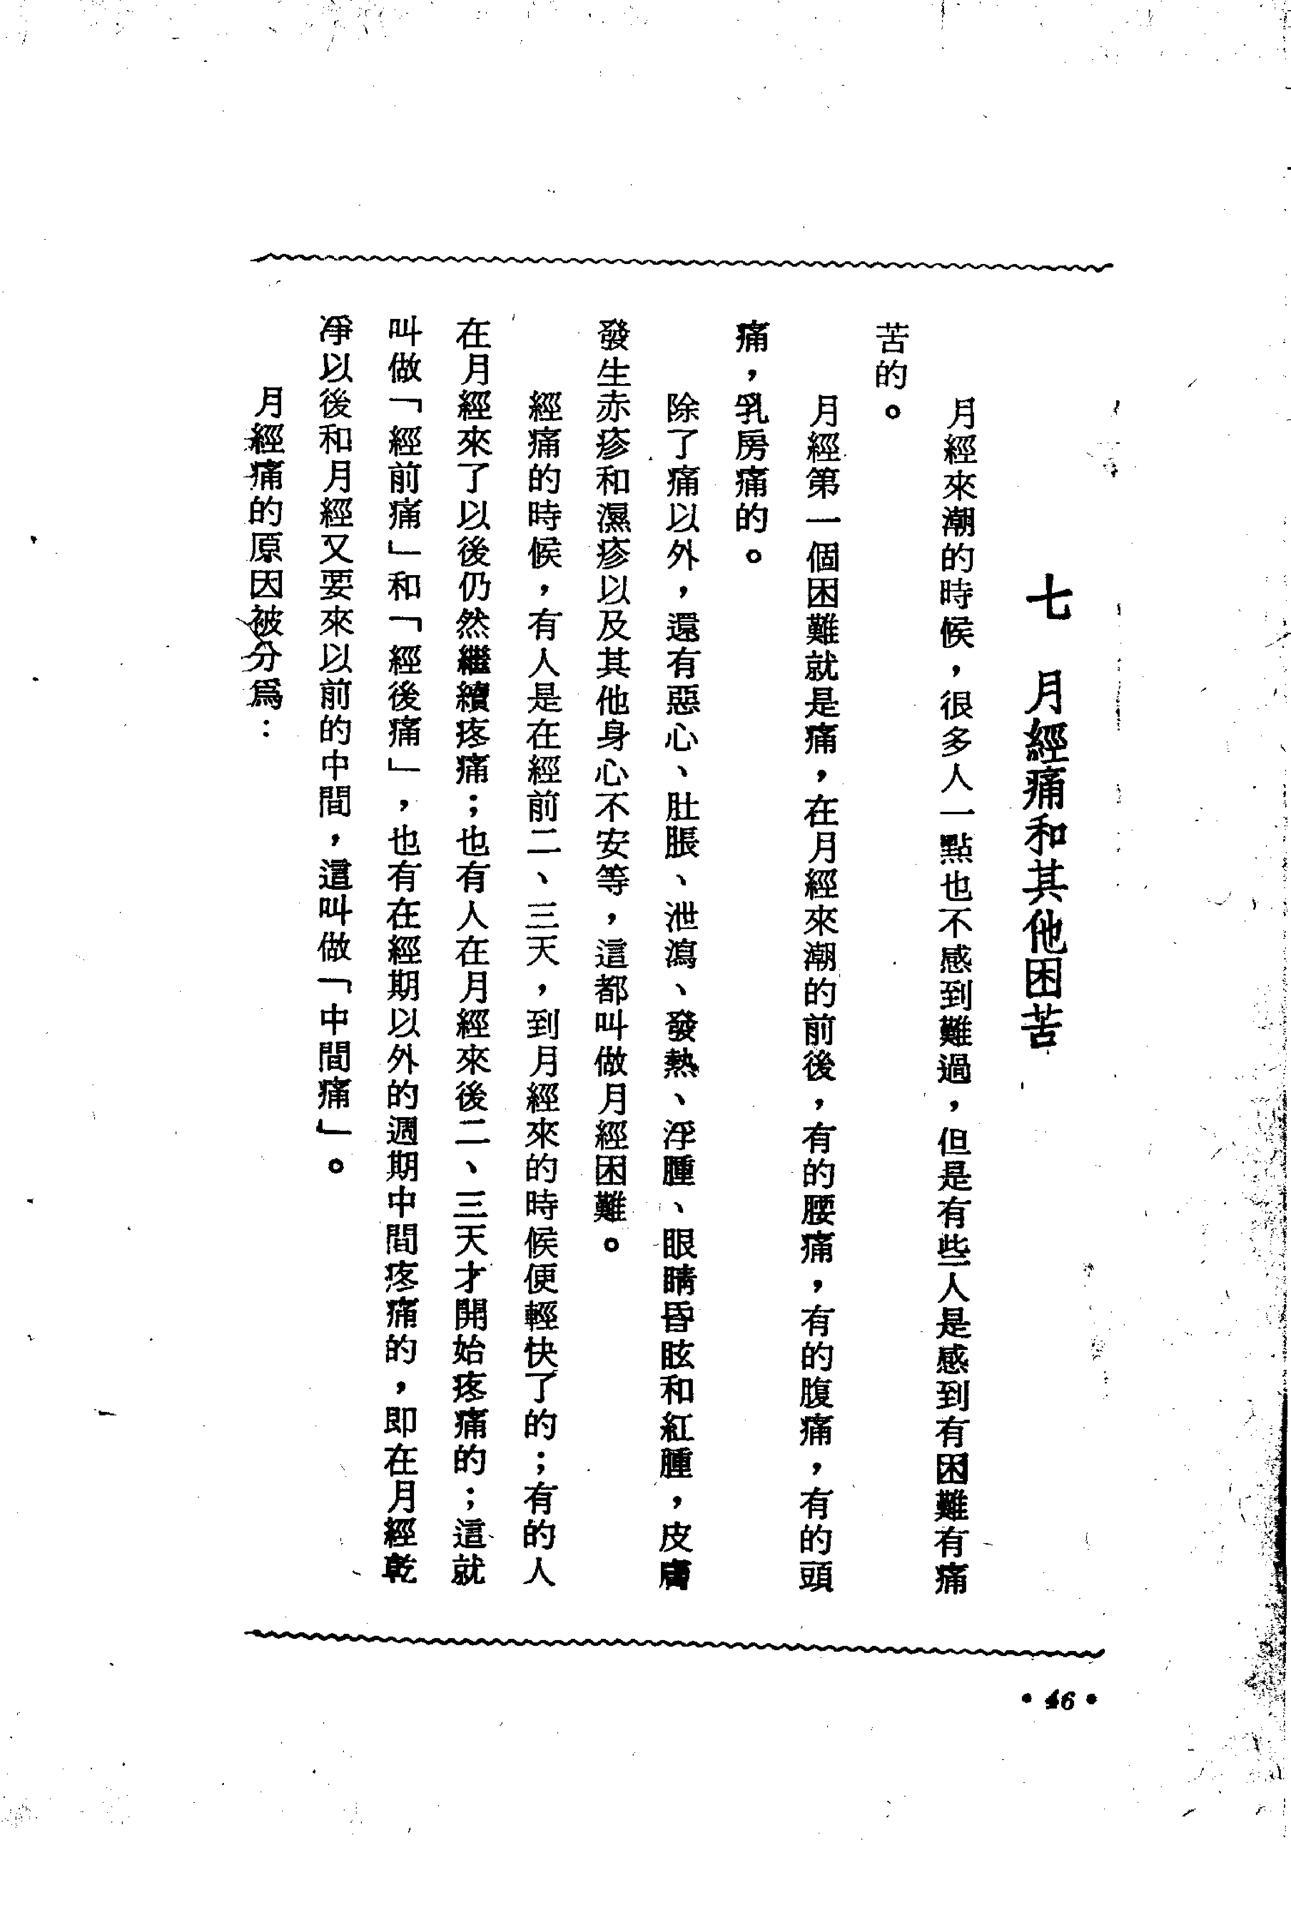 七　月經痛和其他困苦
月經來潮的時候，很多人一點也不感到難過，但是有些人是感到有困難有痛
苦的。
月經第一個困難就是痛，在月經來潮的前後，有的腰痛，有的腹痛，有的頭
痛，乳房痛的。
除了痛以外，還有惡心、肚脹、泄瀉、發熱、浮腫、眼睛昏眩和紅腫，皮膚
發生赤疹和濕疹以及其他身心不安等，這都叫做月經困難。
經痛的時候，有人是在經前二、三天，到月經來的時候便輕快了的；有的人
在月經來了以後仍然繼續疼痛；也有人在月經來後二、三天才開始疼痛的；這就
叫做「經前痛」和「經後痛」，也有在經期以外的週期中間疼痛的，即在月經乾
淨以後和月經又要來以前的中間，這叫做「中間痛」。
月經痛的原因被分為：
• 46 •